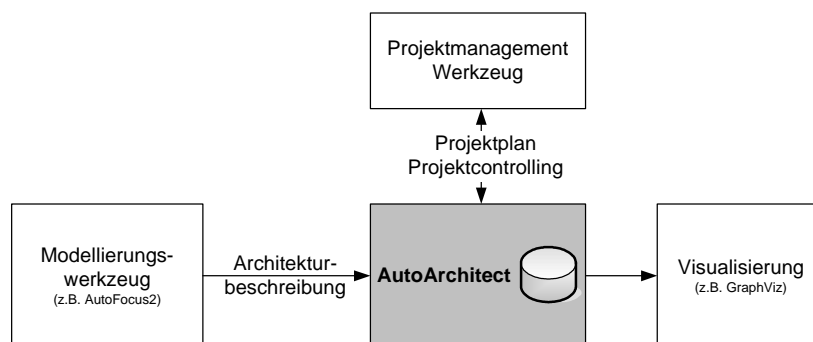 Projektmanagement
Werkzeug
Projektplan
Projektcontrolling
Modellierungs-
werkzeug
(z.B. AutoFocus2)
Architektur-
beschreibung
AutoArchitect
Visualisierung
(z.B. GraphViz)